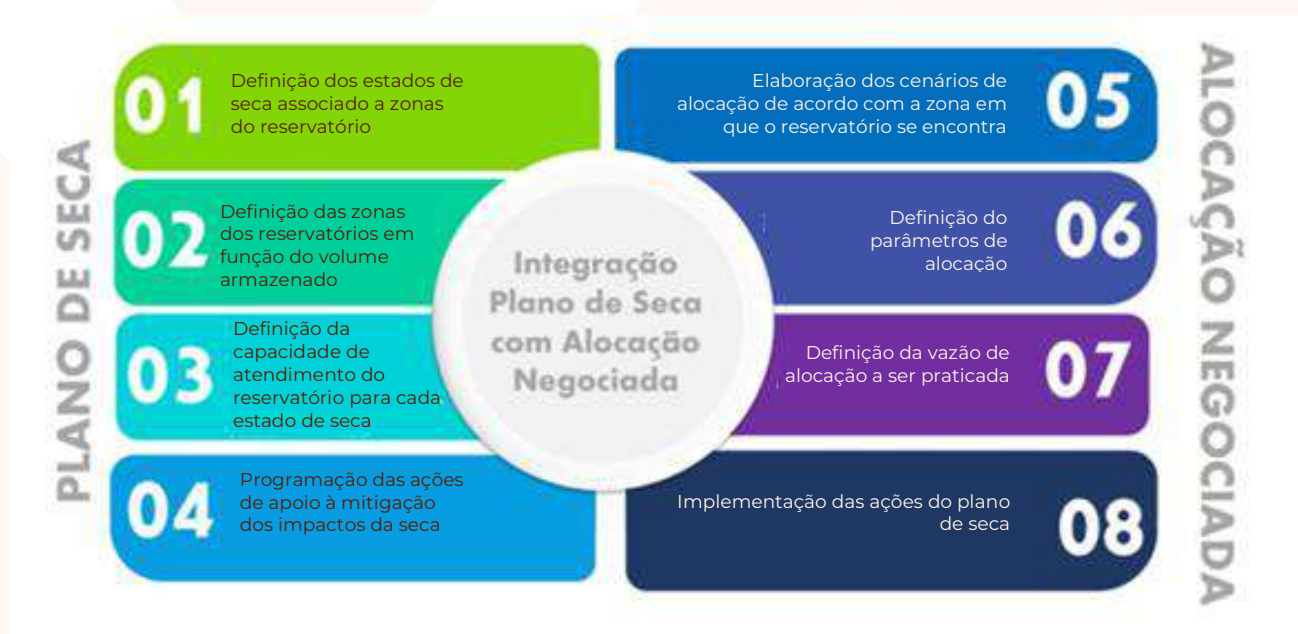 PLANO DE SECA
01
Definição dos estados de
seca associado a zonas
do reservatório
02
Definição das zonas
dos reservatórios em
função do volume
armazenado
03
Definição da
capacidade de
atendimento do
reservatório para cada
estado de seca
04
Programação das ações
de apoio à mitigação
dos impactos da seca
Integração
Plano de Seca
com Alocação
Negociada
Elaboração dos cenários de
alocação de acordo com a zona em
que o reservatório se encontra
05
Definição do
parâmetros de
alocação
06
Definição da vazão de
alocação a ser praticada
07
Implementação das ações do plano
de seca
08
ALOCAÇÃO NEGOCIADA